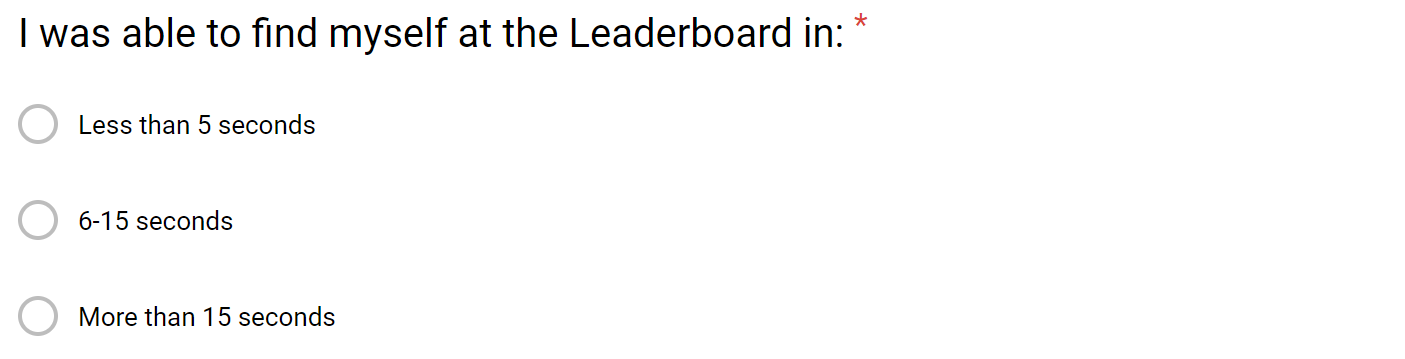 I was able to find myself at the Leaderboard in: *
Less than 5 seconds
6-15 seconds
More than 15 seconds